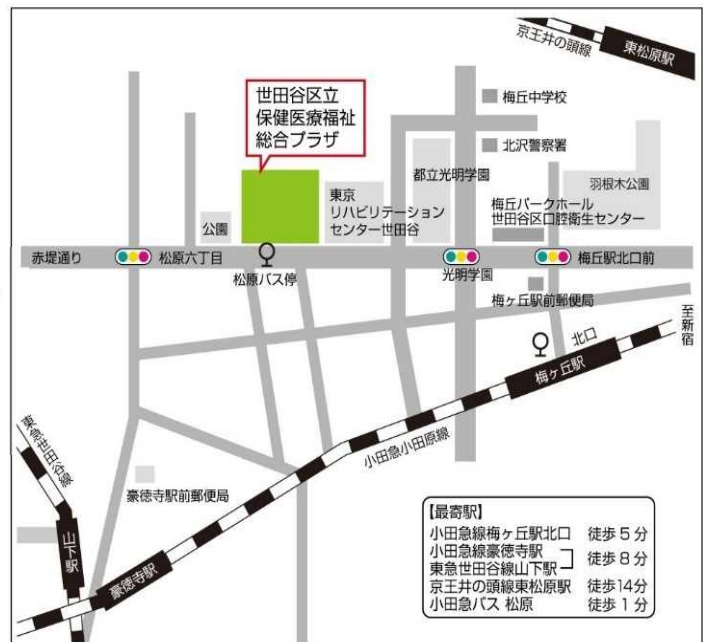 京王井の頭線
東松原駅
世田谷区立
保健医療福祉
総合プラザ
梅丘中学校
北沢警察署
都立光明学園
羽根木公園
東京
リハビリテーション
センター世田谷
梅丘パークホール
世田谷区口腔衛生センター
公園
赤堤通り
松原六丁目
松原バス停
光明学園
梅丘駅北口前
梅ヶ丘駅前郵便局
至新宿
北口
梅ヶ丘駅
小田急小田原線
東急世田谷線
豪徳寺駅前郵便局
山下駅
豪徳寺駅
【最寄駅】
小田急線梅ヶ丘駅北口 徒歩5分
小田急線豪徳寺駅
東急世田谷線山下駅 徒歩8分
京王井の頭線東松原駅 徒歩14分
小田急バス 松原 徒歩1分